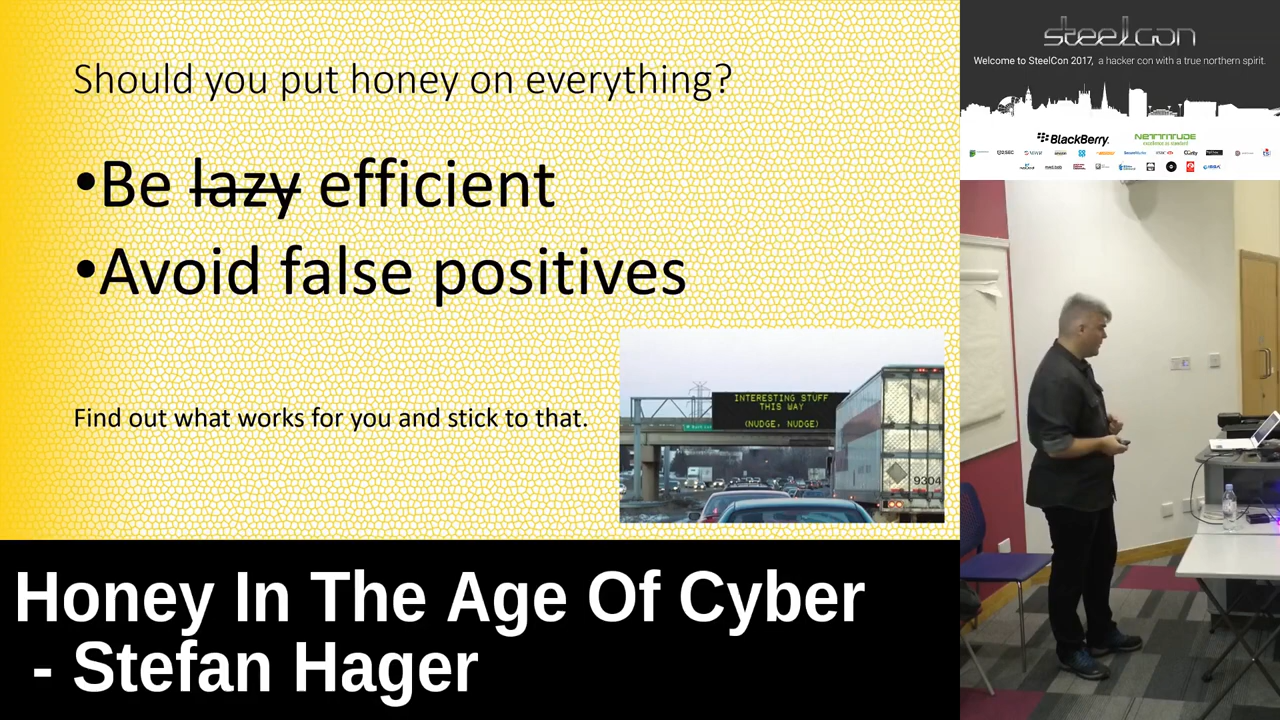 Should you put honey on everything?
•Be lazy efficient
•Avoid false positives
Find out what works for you and stick to that.
INTERESTING STUFF
THIS WAY
(NUDGE, NUDGE)
9304
Honey In The Age Of Cyber
- Stefan Hager
steelcon
Welcome to SteelCon 2017, a hacker con with a true northern spirit.
BlackBerry
NETTITUDE